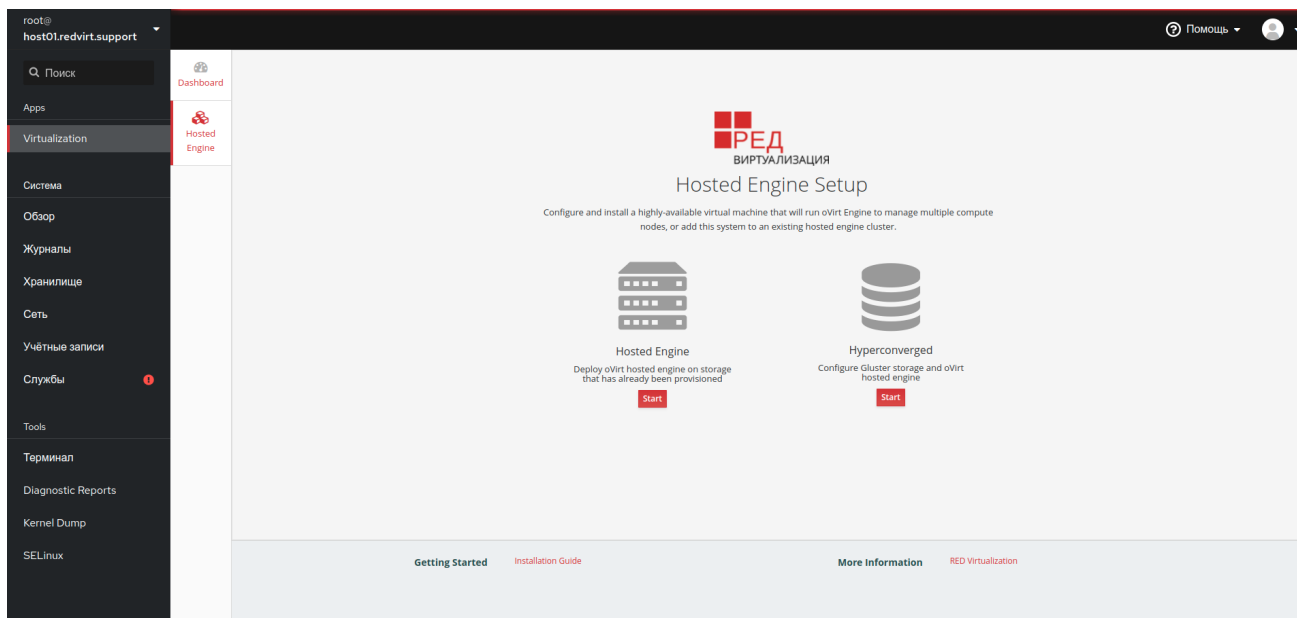 root@
host01.redvirt.support
Помощь
Поиск
Apps
Virtualization
Система
Обзор
Журналы
Хранилище
Сеть
Учётные записи
Службы
Tools
Терминал
Diagnostic Reports
Kernel Dump
SELinux
Dashboard
Hosted
Engine
РЕД
ВИРТУАЛИЗАЦИЯ
Hosted Engine Setup
Configure and install a highly-available virtual machine that will run oVirt Engine to manage multiple compute
nodes, or add this system to an existing hosted engine cluster.
Hosted Engine
Deploy oVirt hosted engine on storage
that has already been provisioned
Start
Hyperconverged
Configure Gluster storage and oVirt
hosted engine
Start
Getting Started
Installation Guide
More Information
RED Virtualization